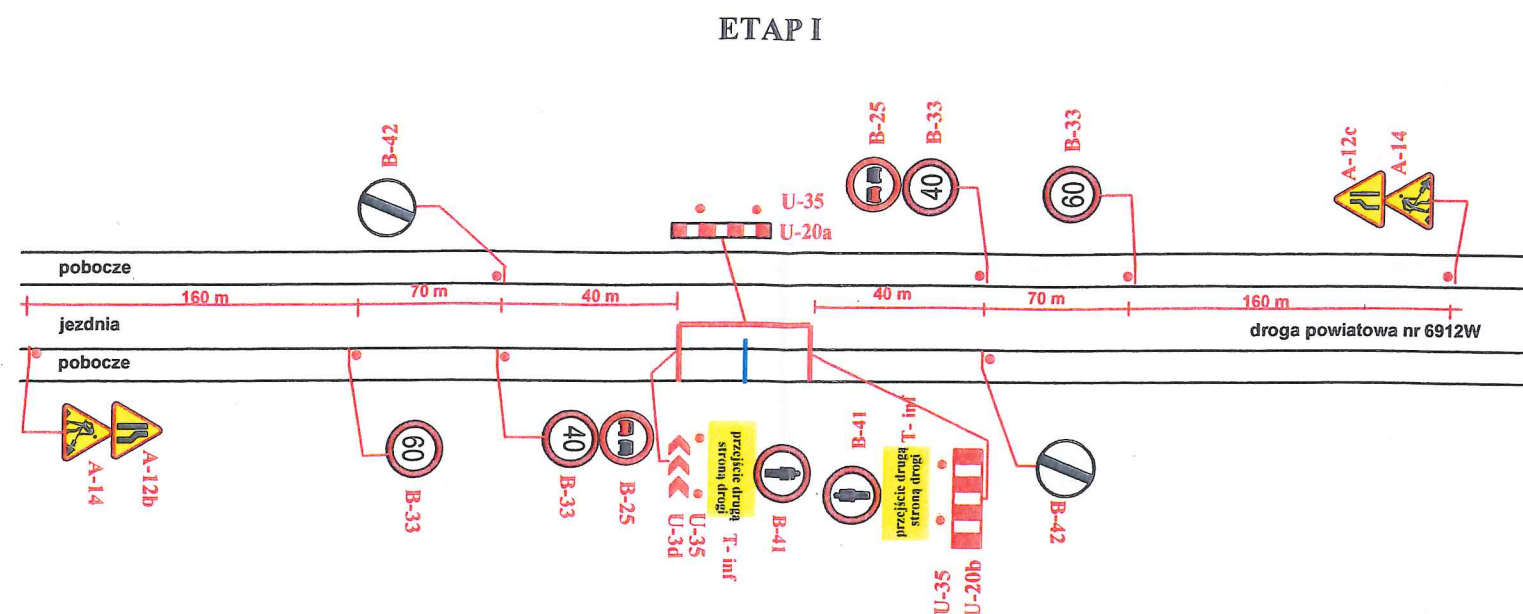 ETAP I
B-42
U-35
U-20a
B-25
B-33
40
B-33
60
A-12c
A-14
pobocze
160 m
70 m
40 m
40 m
70 m
160 m
jezdnia
droga powiatowa nr 6912W
pobocze
A-14
A-12b
60
B-33
40
B-33
B-25
U-3d
U-35
przejście drugą
stroną drogi
T- inf
B-41
B-41
T- inf
przejście drugą
stroną drogi
U-35
U-20b
B-42